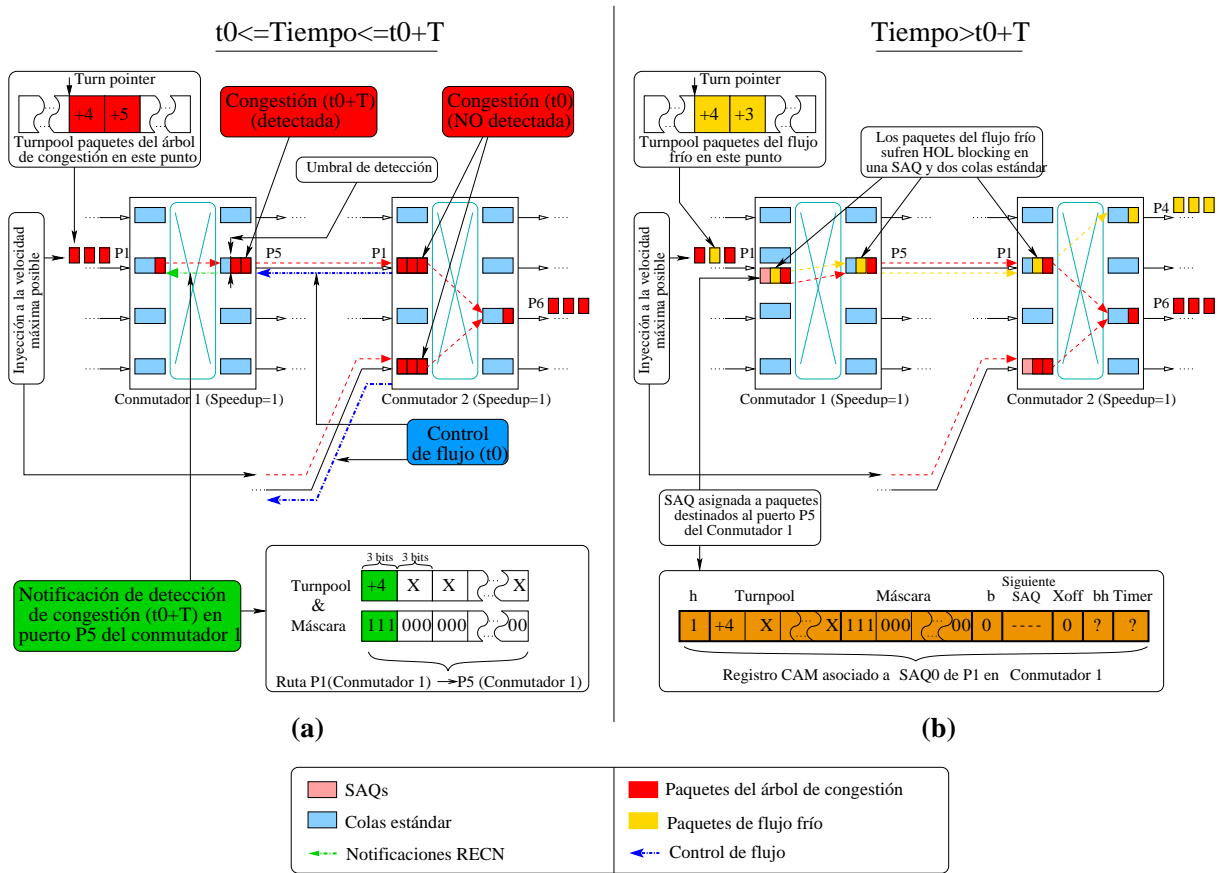 t0<=Tiempo<=t0+T
Turn pointer
+4 +5
Turnpool paquetes del árbol
de congestión en este punto
Congestión (t0+T)
(detectada)
Congestión (t0)
(NO detectada)
Umbral de detección
Inyección a la velocidad
máxima posible
P1
P5
P1
P6
Conmutador 1 (Speedup=1)
Conmutador 2 (Speedup=1)
Control
de flujo (t0)
Notificación de detección
de congestión (t0+T) en
puerto P5 del conmutador 1
3 bits 3 bits
Turnpool
+4 X X X
&
Máscara
111 000 000 00
Ruta P1(Conmutador 1) → P5 (Conmutador 1)
(a)
Tiempo>t0+T
Turn pointer
+4 +3
Turnpool paquetes del flujo
frío en este punto
Los paquetes del flujo frío
sufren HOL blocking en
una SAQ y dos colas estándar
Inyección a la velocidad
máxima posible
P1
P5
P1
P4
P6
Conmutador 1 (Speedup=1)
Conmutador 2 (Speedup=1)
SAQ asignada a paquetes
destinados al puerto P5
del Conmutador 1
h Turnpool Máscara b Siguiente SAQ Xoff bh Timer
1 +4 X X 111 000 00 0 ---- 0 ? ?
Registro CAM asociado a SAQ0 de P1 en Conmutador 1
(b)
SAQs
Colas estándar
Notificaciones RECN
Paquetes del árbol de congestión
Paquetes de flujo frío
Control de flujo